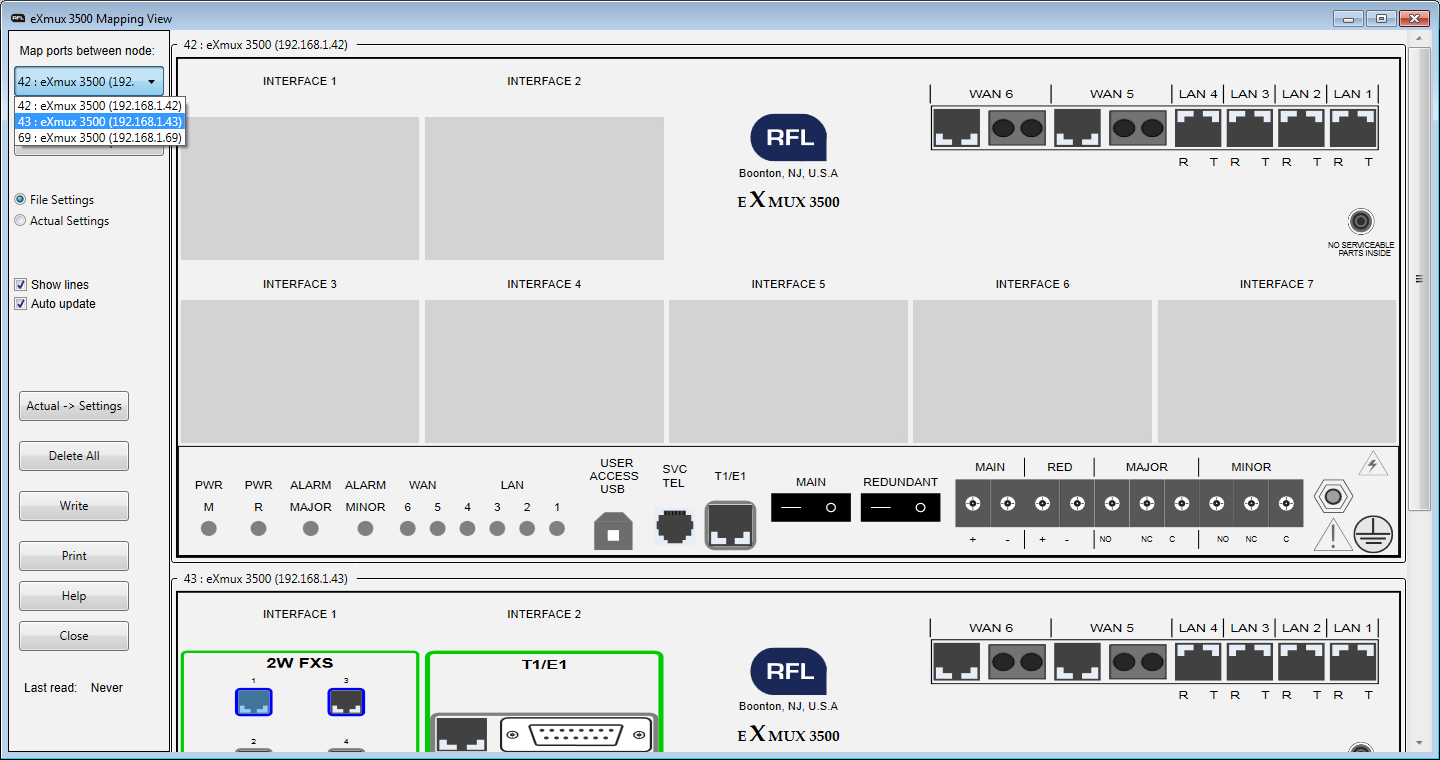 RFL eXmux 3500 Mapping View
Map ports between node:
42 : eXmux 3500 (192.
42 : eXmux 3500 (192.168.1.42)
43 : eXmux 3500 (192.168.1.43)
69 : eXmux 3500 (192.168.1.69)
File Settings
Actual Settings
Show lines
Auto update
Actual -> Settings
Delete All
Write
Print
Help
Close
Last read: Never
42 : eXmux 3500 (192.168.1.42)
INTERFACE 1 INTERFACE 2
RFL
Boonton, NJ, U.S.A
EXMUX 3500
WAN 6 WAN 5 LAN 4 LAN 3 LAN 2 LAN 1
R T R T R T R T
NO SERVICEABLE
PARTS INSIDE
INTERFACE 3 INTERFACE 4 INTERFACE 5 INTERFACE 6 INTERFACE 7
PWR PWR ALARM ALARM WAN LAN
M R MAJOR MINOR 6 5 4 3 2 1
USER
ACCESS
USB
SVC
TEL
T1/E1
MAIN REDUNDANT
MAIN RED MAJOR MINOR
+ - + - NO NC C NO NC C
43 : eXmux 3500 (192.168.1.43)
INTERFACE 1 INTERFACE 2
2W FXS
1 3
2 4
T1/E1
RFL
Boonton, NJ, U.S.A
EXMUX 3500
WAN 6 WAN 5 LAN 4 LAN 3 LAN 2 LAN 1
R T R T R T R T